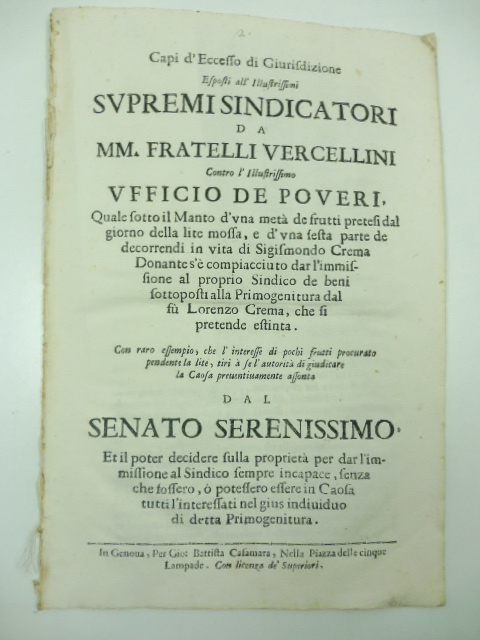 2.
Capi d'Eccesso di Giurisdizione
Esposti all' Illustrissimi
SVPREMI SINDICATORI
DA
MM. FRATELLI VERCELLINI
Contro l' Illustrissimo
VFFICIO DE POVERI,
Quale sotto il Manto d'vna metà de frutti pretesi dal
giorno della lite mossa, e d'vna sesta parte de
decorrendi in vita di Sigismondo Crema
Donante s'è compiacciuto dar l'immis-
sione al proprio Sindico de beni
sottoposti alla Primogenitura dal
fù Lorenzo Crema, che si
pretende estinta.
Con raro essempio, che l' interesse di pochi frutti procurato
pendente la lite, tiri à se l'autorità di giudicare
la Caosa preuentiuamente assonta
DAL
SENATO SERENISSIMO.
Et il poter decidere sulla proprietà per dar l'im-
missione al Sindico sempre incapace, senza
che fossero, ò potessero essere in Caosa
tutti l'interessati nel gius indiuiduo
di detta Primogenitura.
In Genoua, Per Gio: Battista Casamara, Nella Piazza delle cinque
Lampade. Con licenza de' Superiori.